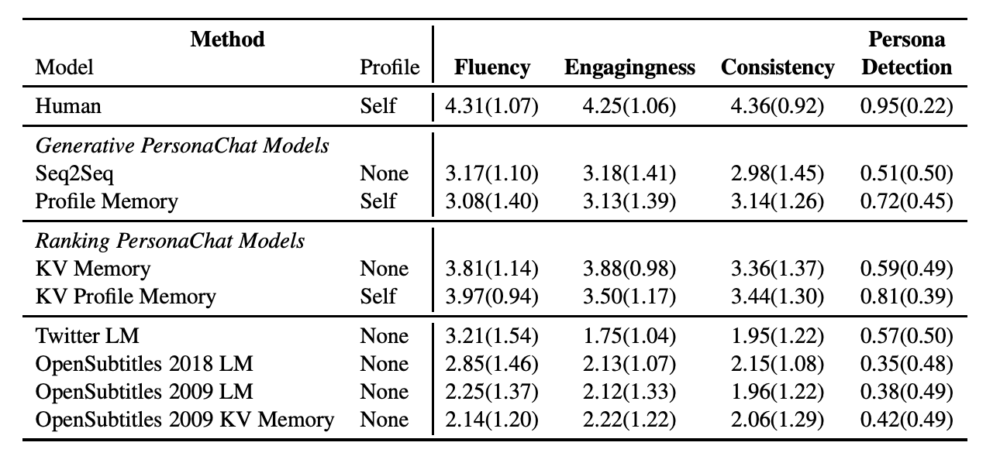 Method Persona
Model Profile Fluency Engagingness Consistency Detection
Human Self 4.31(1.07) 4.25(1.06) 4.36(0.92) 0.95(0.22)
Generative PersonaChat Models
Seq2Seq None 3.17(1.10) 3.18(1.41) 2.98(1.45) 0.51(0.50)
Profile Memory Self 3.08(1.40) 3.13(1.39) 3.14(1.26) 0.72(0.45)
Ranking PersonaChat Models
KV Memory None 3.81(1.14) 3.88(0.98) 3.36(1.37) 0.59(0.49)
KV Profile Memory Self 3.97(0.94) 3.50(1.17) 3.44(1.30) 0.81(0.39)
Twitter LM None 3.21(1.54) 1.75(1.04) 1.95(1.22) 0.57(0.50)
OpenSubtitles 2018 LM None 2.85(1.46) 2.13(1.07) 2.15(1.08) 0.35(0.48)
OpenSubtitles 2009 LM None 2.25(1.37) 2.12(1.33) 1.96(1.22) 0.38(0.49)
OpenSubtitles 2009 KV Memory None 2.14(1.20) 2.22(1.22) 2.06(1.29) 0.42(0.49)